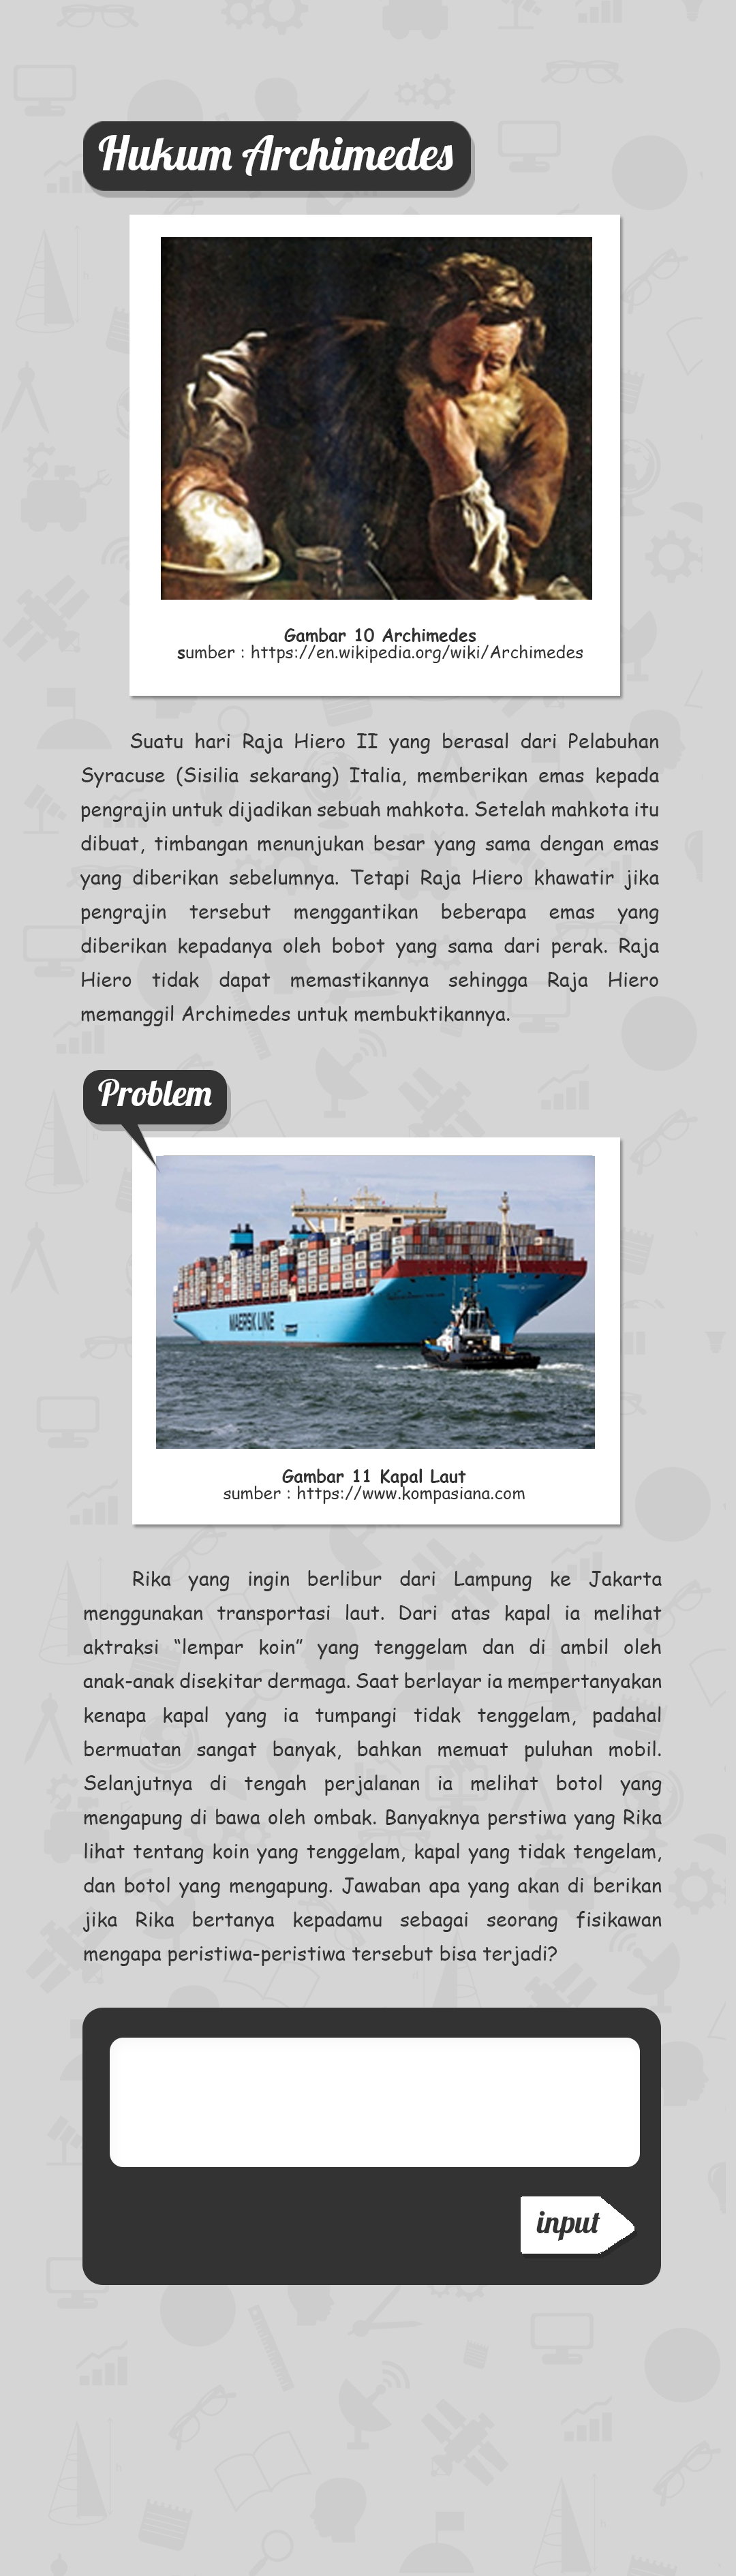 Hukum Archimedes
Gambar 10 Archimedes
sumber : https://en.wikipedia.org/wiki/Archimedes
Suatu hari Raja Hiero II yang berasal dari Pelabuhan
Syracuse (Sisilia sekarang) Italia, memberikan emas kepada
pengrajin untuk dijadikan sebuah mahkota. Setelah mahkota itu
dibuat, timbangan menunjukan besar yang sama dengan emas
yang diberikan sebelumnya. Tetapi Raja Hiero khawatir jika
pengrajin tersebut menggantikan beberapa emas yang
diberikan kepadanya oleh bobot yang sama dari perak. Raja
Hiero tidak dapat memastikannya sehingga Raja Hiero
memanggil Archimedes untuk membuktikannya.
Problem
MAERSK LINE
Gambar 11 Kapal Laut
sumber : https://www.kompasiana.com
Rika yang ingin berlibur dari Lampung ke Jakarta
menggunakan transportasi laut. Dari atas kapal ia melihat
aktraksi “lempar koin” yang tenggelam dan di ambil oleh
anak-anak disekitar dermaga. Saat berlayar ia mempertanyakan
kenapa kapal yang ia tumpangi tidak tenggelam, padahal
bermuatan sangat banyak, bahkan memuat puluhan mobil.
Selanjutnya di tengah perjalanan ia melihat botol yang
mengapung di bawa oleh ombak. Banyaknya perstiwa yang Rika
lihat tentang koin yang tenggelam, kapal yang tidak tengelam,
dan botol yang mengapung. Jawaban apa yang akan di berikan
jika Rika bertanya kepadamu sebagai seorang fisikawan
mengapa peristiwa-peristiwa tersebut bisa terjadi?
input